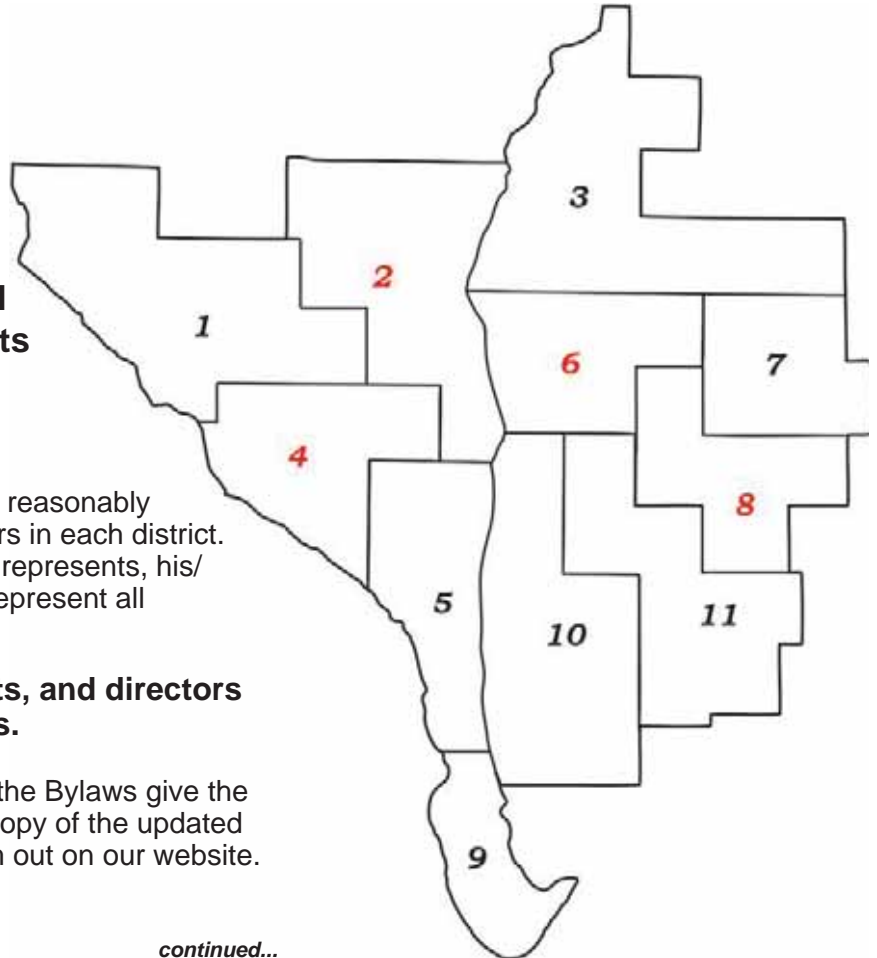 ts
reasonably
rs in each district.
represents, his/
epresent all
ts, and directors
s.
the Bylaws give the
opy of the updated
n out on our website.
continued...
3
2
1
6
7
4
8
5
10
11
9